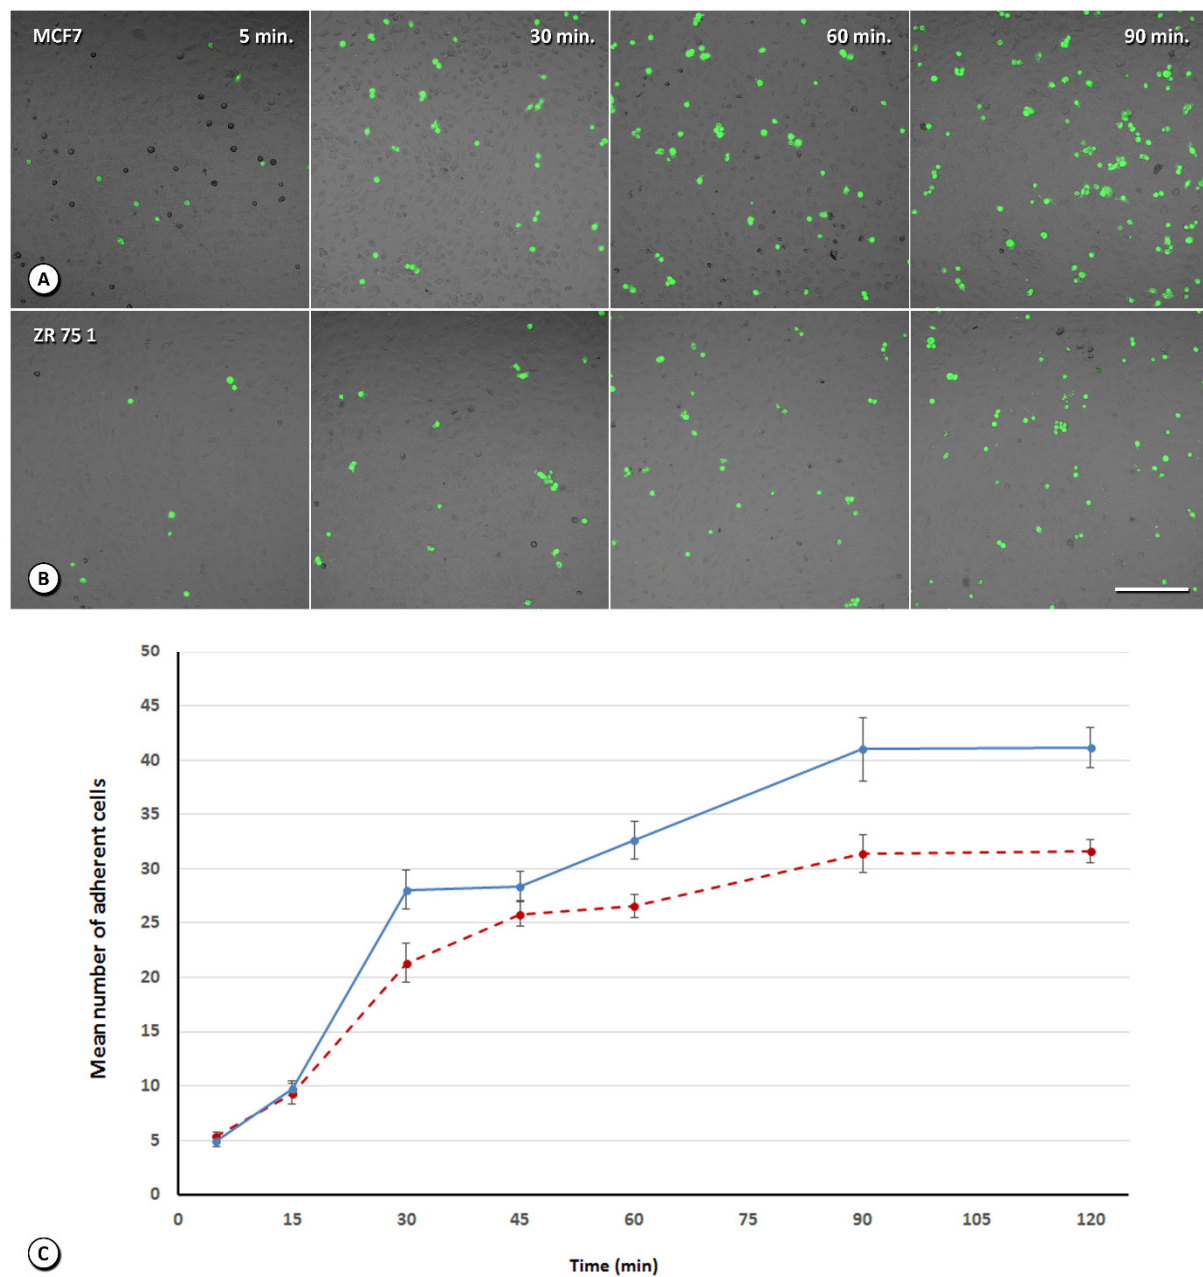 MCF7 5 min. 30 min. 60 min. 90 min.
A
ZR 75 1
B
Mean number of adherent cells
50
45
40
35
30
25
20
15
10
5
0
0 15 30 45 60 75 90 105 120
Time (min)
C